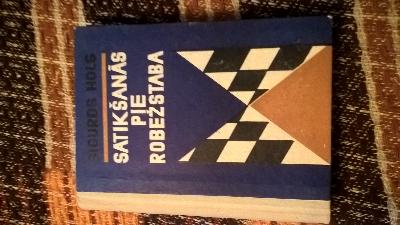 SIGURDS HOLS
SATIKŠANĀS
PIE
ROBEŽSTABA